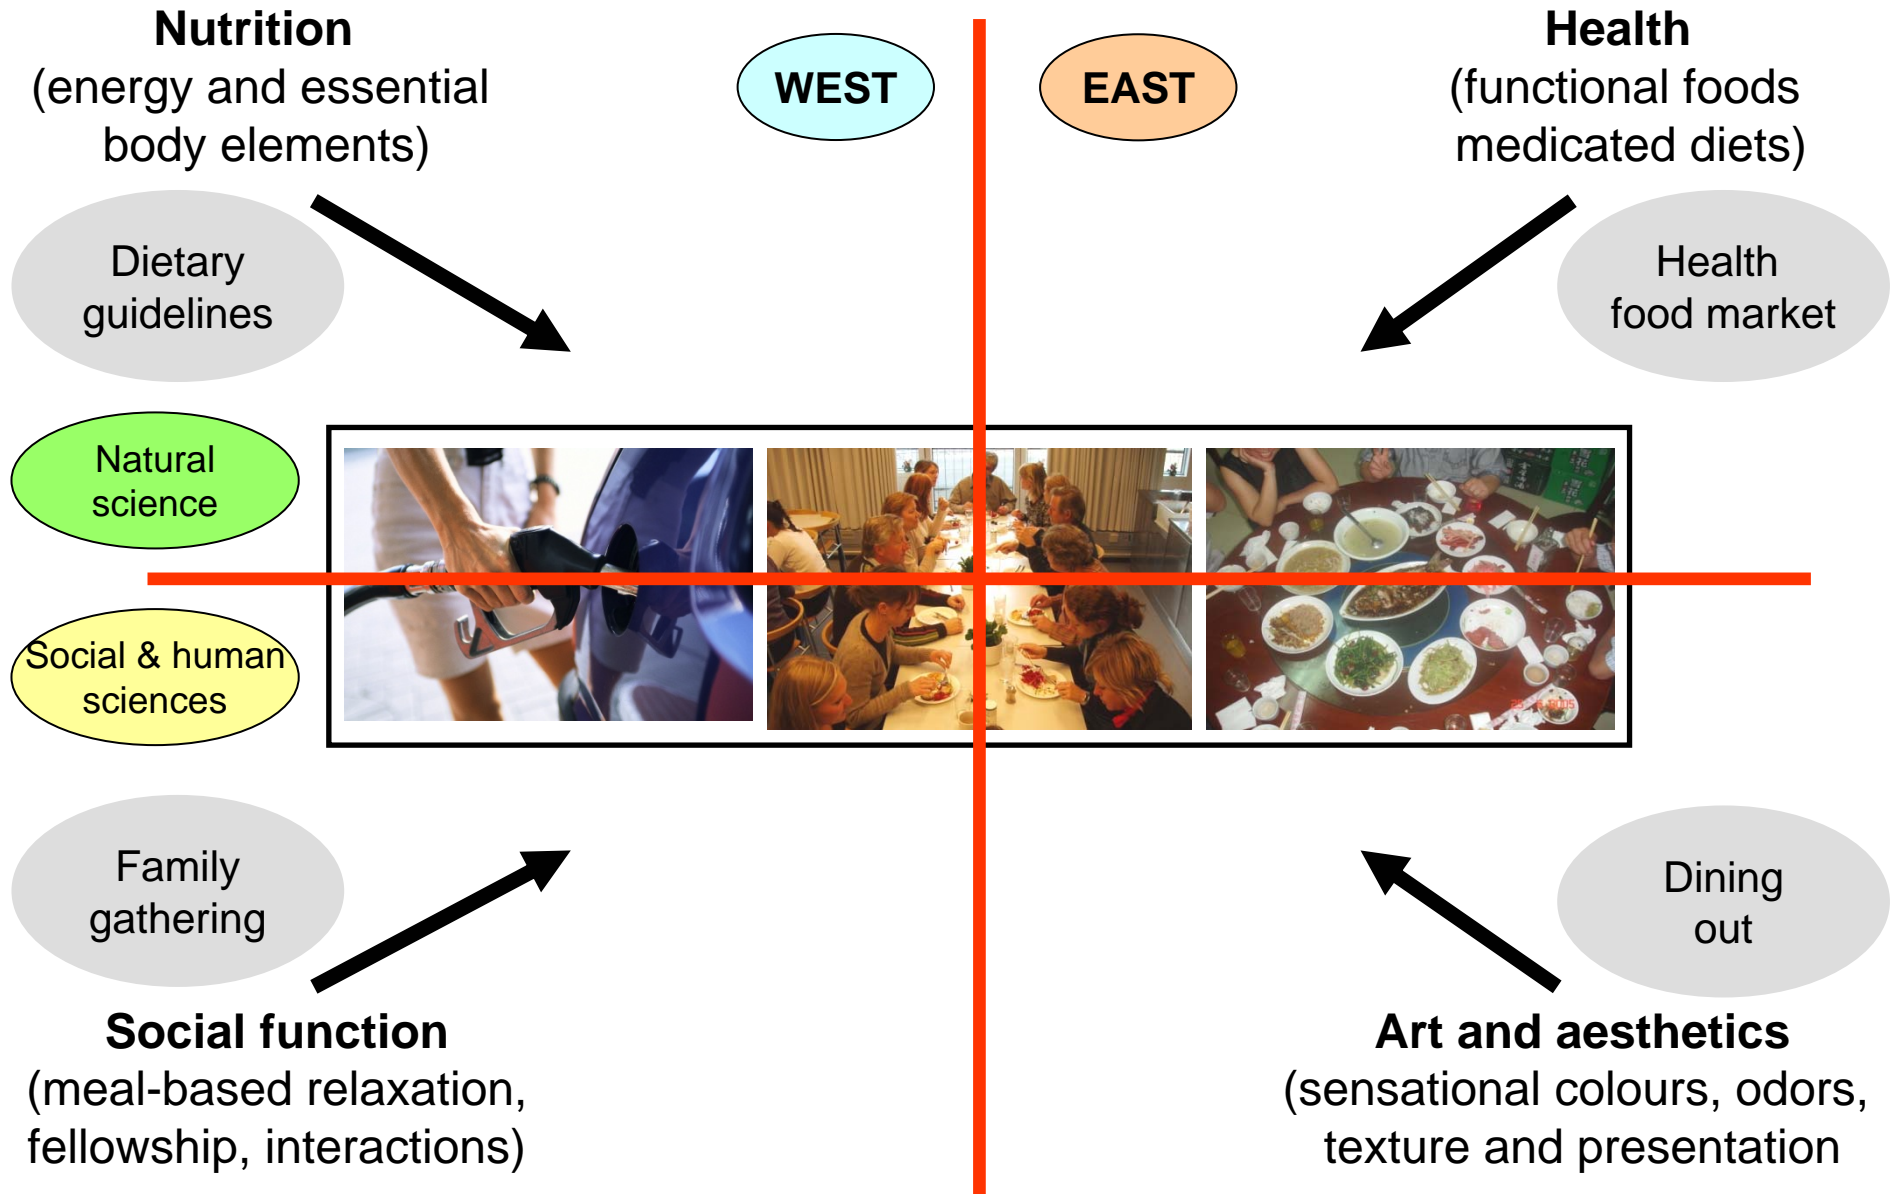 Nutrition
(energy and essential
body elements)
WEST
EAST
Health
(functional foods
medicated diets)
Dietary
guidelines
Health
food market
Natural
science
Social & human
sciences
Family
gathering
Dining
out
Social function
(meal-based relaxation,
fellowship, interactions)
Art and aesthetics
(sensational colours, odors,
texture and presentation